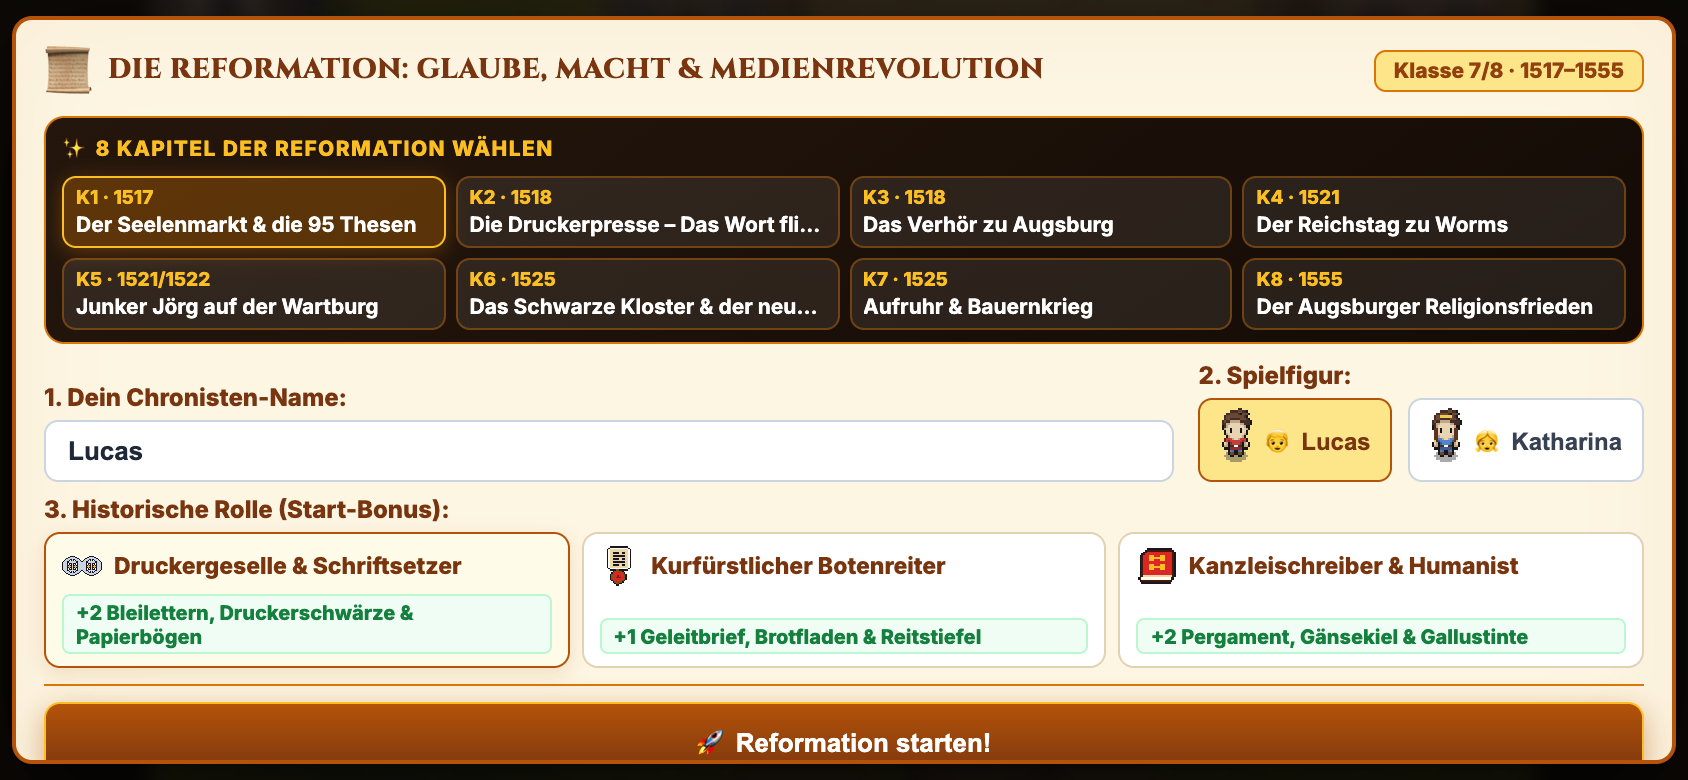 DIE REFORMATION: GLAUBE, MACHT & MEDIENREVOLUTION
Klasse 7/8 · 1517–1555
✨ 8 KAPITEL DER REFORMATION WÄHLEN
K1 · 1517
Der Seelenmarkt & die 95 Thesen
K2 · 1518
Die Druckerpresse – Das Wort fli...
K3 · 1518
Das Verhör zu Augsburg
K4 · 1521
Der Reichstag zu Worms
K5 · 1521/1522
Junker Jörg auf der Wartburg
K6 · 1525
Das Schwarze Kloster & der neu...
K7 · 1525
Aufruhr & Bauernkrieg
K8 · 1555
Der Augsburger Religionsfrieden
1. Dein Chronisten-Name:
Lucas
2. Spielfigur:
Lucas
Katharina
3. Historische Rolle (Start-Bonus):
Druckergeselle & Schriftsetzer
+2 Bleilettern, Druckerschwärze &
Papierbögen
Kurfürstlicher Botenreiter
+1 Geleitbrief, Brotfladen & Reitstiefel
Kanzleischreiber & Humanist
+2 Pergament, Gänsekiel & Gallustinte
🚀 Reformation starten!